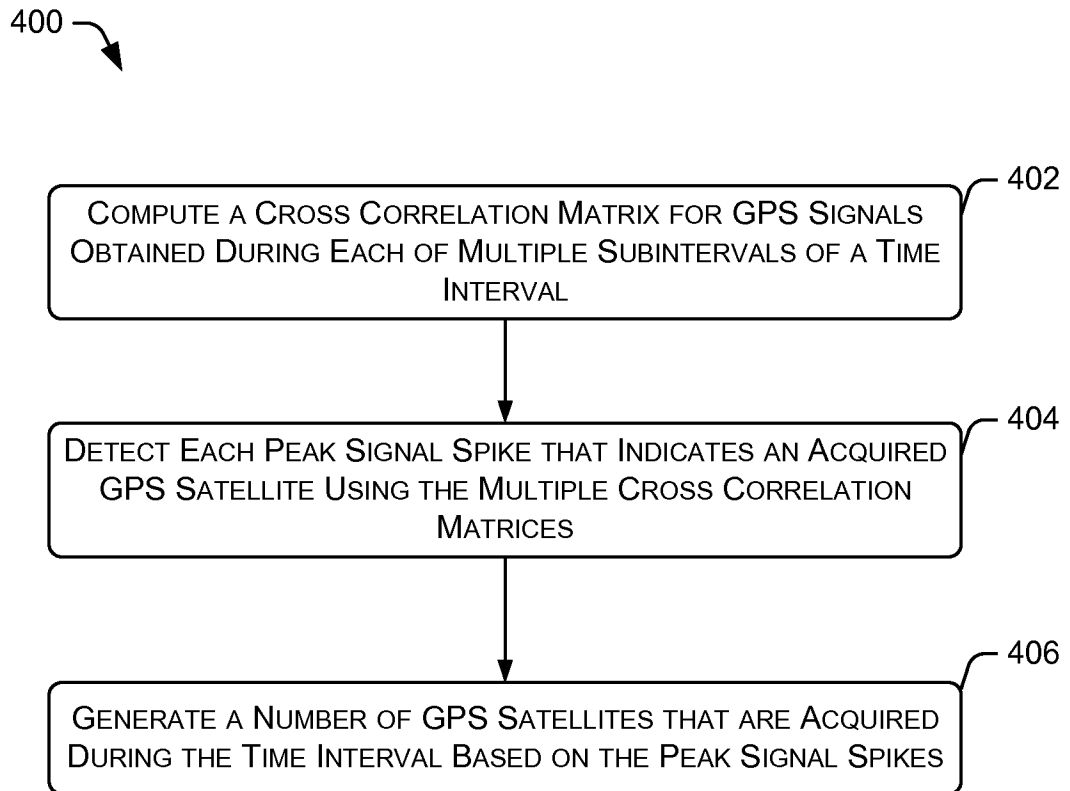 400
402
COMPUTE A CROSS CORRELATION MATRIX FOR GPS SIGNALS
OBTAINED DURING EACH OF MULTIPLE SUBINTERVALS OF A TIME
INTERVAL
404
DETECT EACH PEAK SIGNAL SPIKE THAT INDICATES AN ACQUIRED
GPS SATELLITE USING THE MULTIPLE CROSS CORRELATION
MATRICES
406
GENERATE A NUMBER OF GPS SATELLITES THAT ARE ACQUIRED
DURING THE TIME INTERVAL BASED ON THE PEAK SIGNAL SPIKES